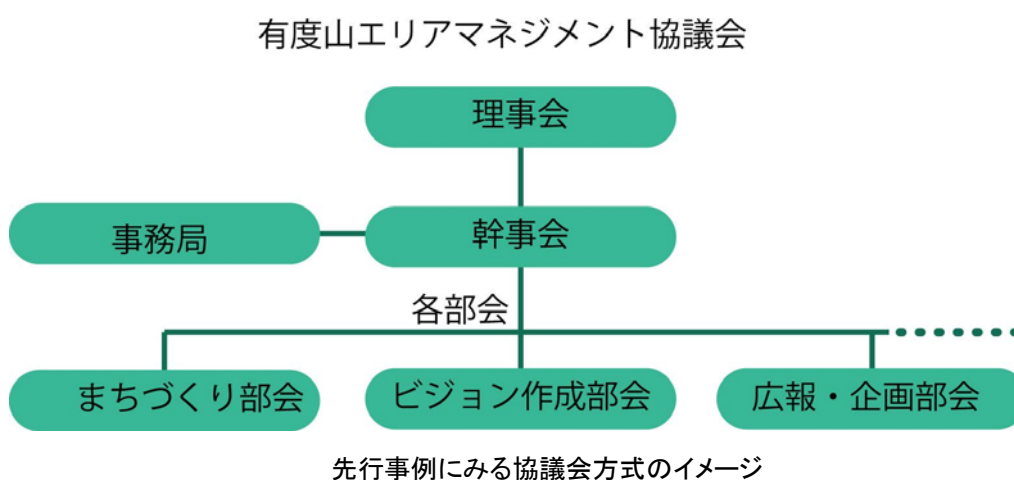 有度山エリアマネジメント協議会
理事会
事務局
幹事会
各部会
まちづくり部会
ビジョン作成部会
広報・企画部会
先行事例にみる協議会方式のイメージ